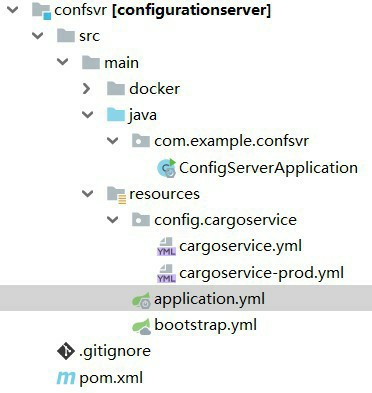 confsvr [configurationserver]
src
main
docker
java
com.example.confsvr
ConfigServerApplication
resources
config.cargoservice
YML cargoservice.yml
YML cargoservice-prod.yml
application.yml
bootstrap.yml
.gitignore
m pom.xml